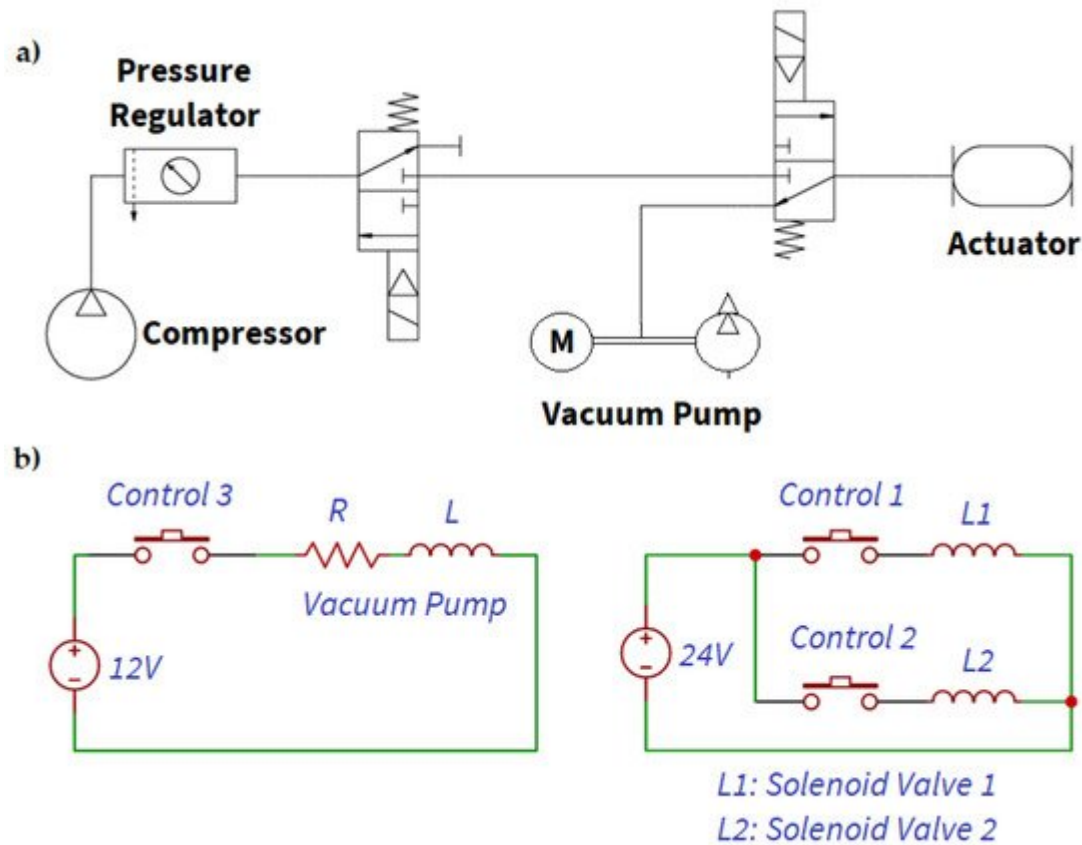 a)
Pressure
Regulator
Compressor
Actuator
M
Vacuum Pump
b)
Control 3
R
L
Vacuum Pump
12V
Control 1
L1
Control 2
L2
24V
L1: Solenoid Valve 1
L2: Solenoid Valve 2